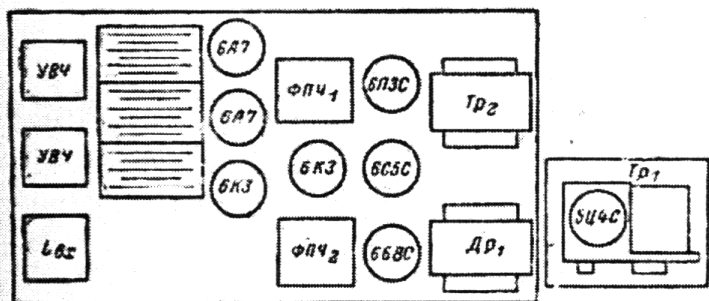 УВЧ
6А7
ФПЧ₁
6П3С
Тр₂
УВЧ
6А7
6К3
6С5С
Тр₁
6К3
5Ц4С
Lвх
ФПЧ₂
6Б8С
Др₁